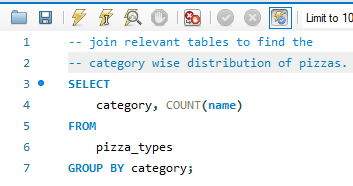 Limit to 10
1 -- join relevant tables to find the
2 -- category wise distribution of pizzas.
3 SELECT
4 category, COUNT(name)
5 FROM
6 pizza_types
7 GROUP BY category;